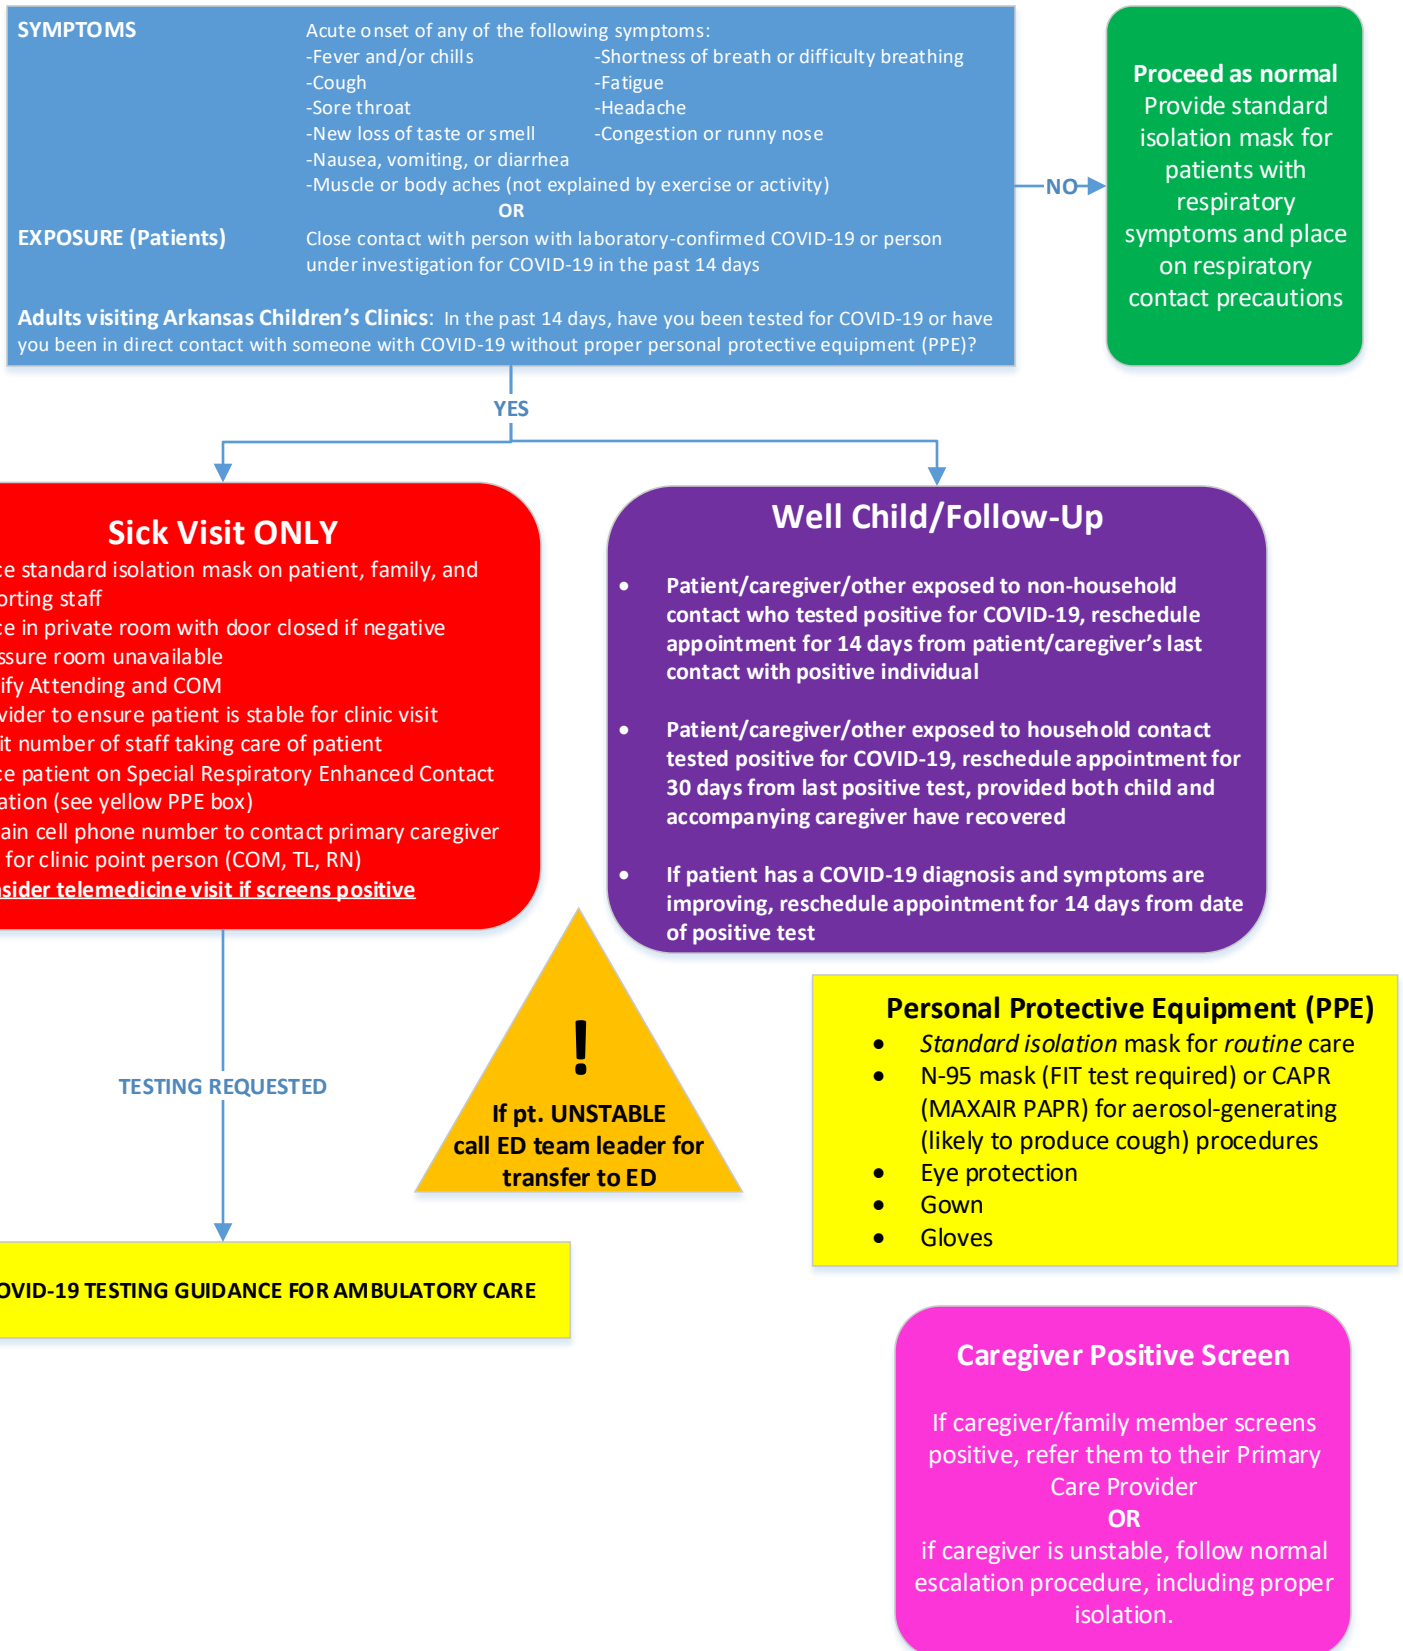 SYMPTOMS
Acute onset of any of the following symptoms:
-Fever and/or chills
-Shortness of breath or difficulty breathing
-Cough
-Fatigue
-Sore throat
-Headache
-New loss of taste or smell
-Congestion or runny nose
-Nausea, vomiting, or diarrhea
-Muscle or body aches (not explained by exercise or activity)
OR
EXPOSURE (Patients)
Close contact with person with laboratory-confirmed COVID-19 or person
under investigation for COVID-19 in the past 14 days
Adults visiting Arkansas Children's Clinics: In the past 14 days, have you been tested for COVID-19 or have
you been in direct contact with someone with COVID-19 without proper personal protective equipment (PPE)?
NO
Proceed as normal
Provide standard
isolation mask for
patients with
respiratory
symptoms and place
on respiratory
contact precautions
YES
Sick Visit ONLY
ce standard isolation mask on patient, family, and
orting staff
ce in private room with door closed if negative
ssure room unavailable
ify Attending and COM
vider to ensure patient is stable for clinic visit
it number of staff taking care of patient
ce patient on Special Respiratory Enhanced Contact
ation (see yellow PPE box)
ain cell phone number to contact primary caregiver
for clinic point person (COM, TL, RN)
nsider telemedicine visit if screens positive
Well Child/Follow-Up
• Patient/caregiver/other exposed to non-household
contact who tested positive for COVID-19, reschedule
appointment for 14 days from patient/caregiver's last
contact with positive individual
• Patient/caregiver/other exposed to household contact
tested positive for COVID-19, reschedule appointment for
30 days from last positive test, provided both child and
accompanying caregiver have recovered
• If patient has a COVID-19 diagnosis and symptoms are
improving, reschedule appointment for 14 days from date
of positive test
TESTING REQUESTED
!
If pt. UNSTABLE
call ED team leader for
transfer to ED
Personal Protective Equipment (PPE)
• Standard isolation mask for routine care
• N-95 mask (FIT test required) or CAPR
(MAXAIR PAPR) for aerosol-generating
(likely to produce cough) procedures
• Eye protection
• Gown
• Gloves
OVID-19 TESTING GUIDANCE FOR AMBULATORY CARE
Caregiver Positive Screen
If caregiver/family member screens
positive, refer them to their Primary
Care Provider
OR
if caregiver is unstable, follow normal
escalation procedure, including proper
isolation.